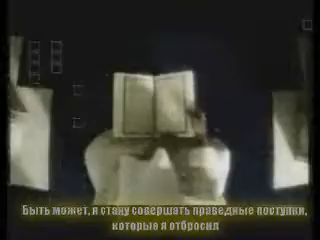 Быть может, я стану совершать праведные поступки,
которые я отбросил